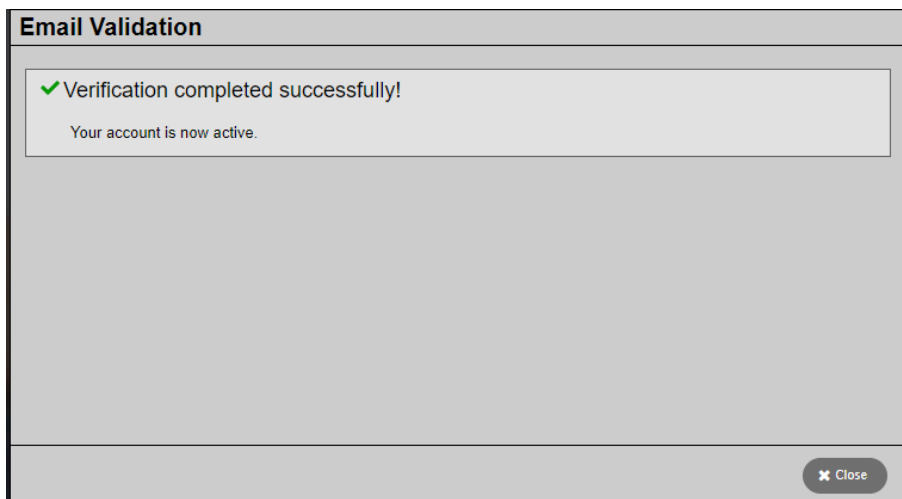 Email Validation
Verification completed successfully!
Your account is now active.
Close